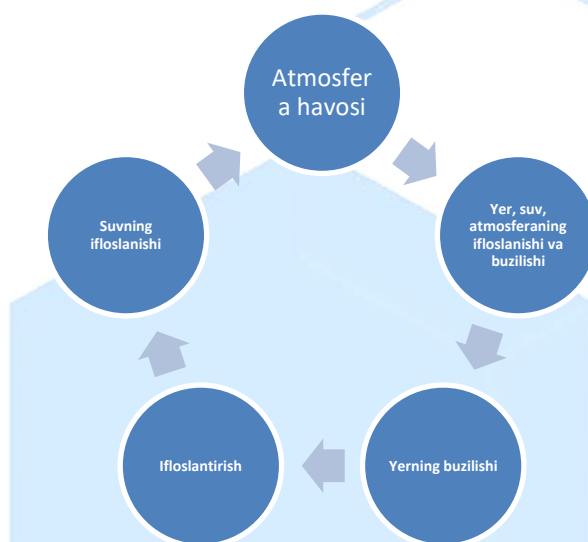 Atmosfer
a havosi
Yer, suv,
atmosferaning
ifloslanishi va
buzilishi
Yerning buzilishi
Ifloslantirish
Suvning
ifloslanishi